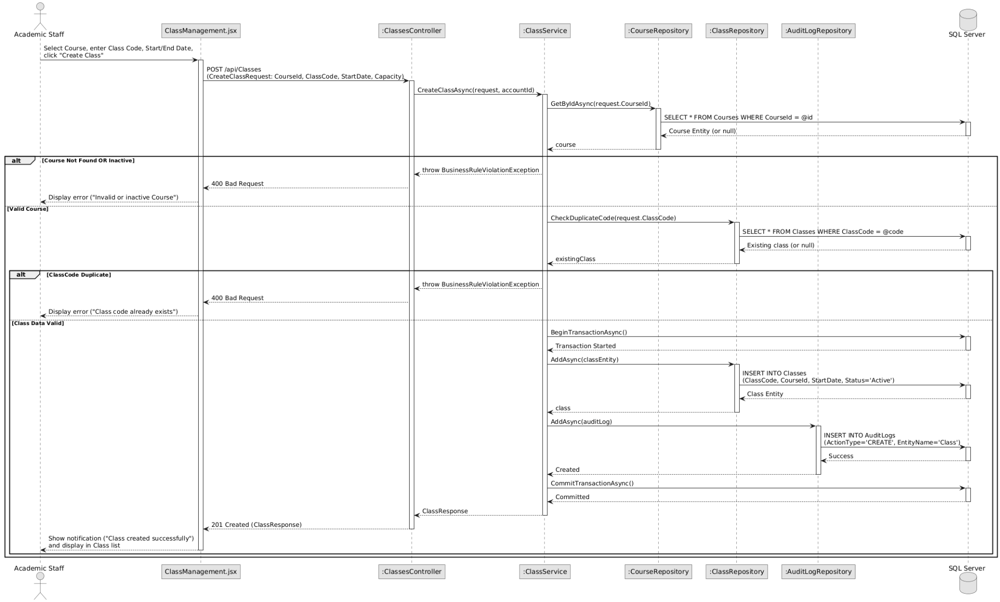 Academic Staff
ClassManagement.jsx
:ClassesController
:ClassService
:CourseRepository
:ClassRepository
:AuditLogRepository
SQL Server
Select Course, enter Class Code, Start/End Date,
click "Create Class"
POST /api/Classes
(CreateClassRequest: CourseId, ClassCode, StartDate, Capacity)
CreateClassAsync(request, accountId)
GetByIdAsync(request.CourseId)
SELECT * FROM Courses WHERE CourseId = @id
Course Entity (or null)
course
alt
[Course Not Found OR Inactive]
throw BusinessRuleViolationException
400 Bad Request
Display error ("Invalid or inactive Course")
[Valid Course]
CheckDuplicateCode(request.ClassCode)
SELECT * FROM Classes WHERE ClassCode = @code
Existing class (or null)
existingClass
alt
[ClassCode Duplicate]
throw BusinessRuleViolationException
400 Bad Request
Display error ("Class code already exists")
[Class Data Valid]
BeginTransactionAsync()
Transaction Started
AddAsync(classEntity)
INSERT INTO Classes
(ClassCode, CourseId, StartDate, Status='Active')
Class Entity
class
AddAsync(auditLog)
INSERT INTO AuditLogs
(ActionType='CREATE', EntityName='Class')
Success
Created
CommitTransactionAsync()
Committed
ClassResponse
201 Created (ClassResponse)
Show notification ("Class created successfully")
and display in Class list
Academic Staff
ClassManagement.jsx
:ClassesController
:ClassService
:CourseRepository
:ClassRepository
:AuditLogRepository
SQL Server